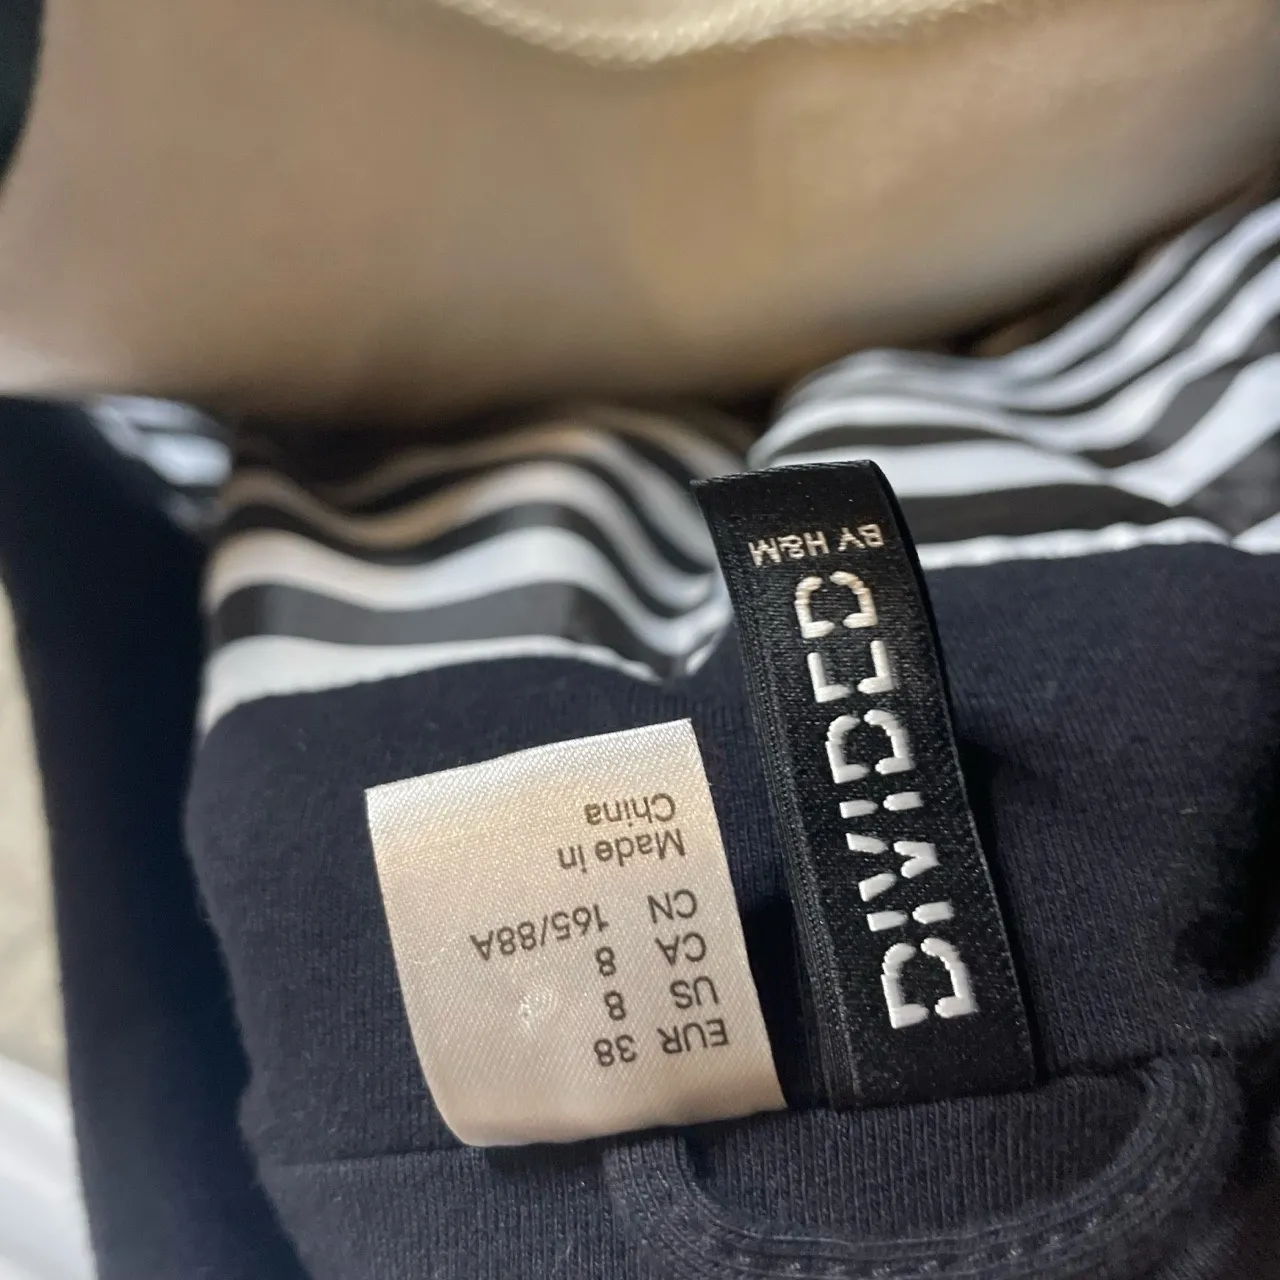 EUR 38
US 8
CA 8
CN 165/88A
Made in
China
DIVIDED
BY H&M